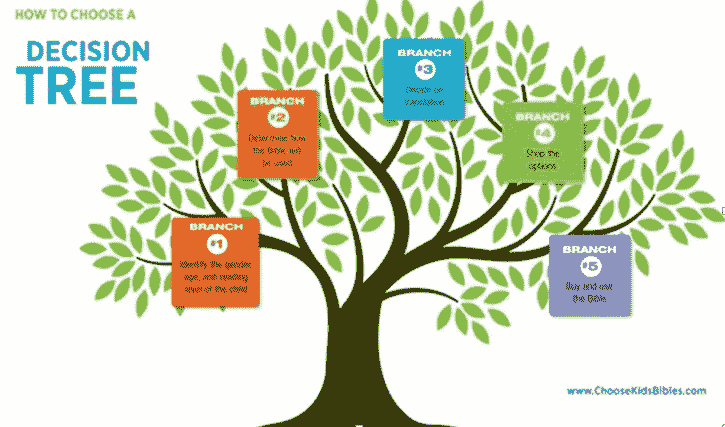 HOW TO CHOOSE A
DECISION
TREE
BRANCH
#1
Identify the gender,
age, and reading
level of the child
BRANCH
#2
Determine how
the Bible will
be used
BRANCH
#3
Decide on
translation
BRANCH
#4
Shop the
options
BRANCH
#5
Buy and use
the Bible
www.ChooseKidsBibles.com